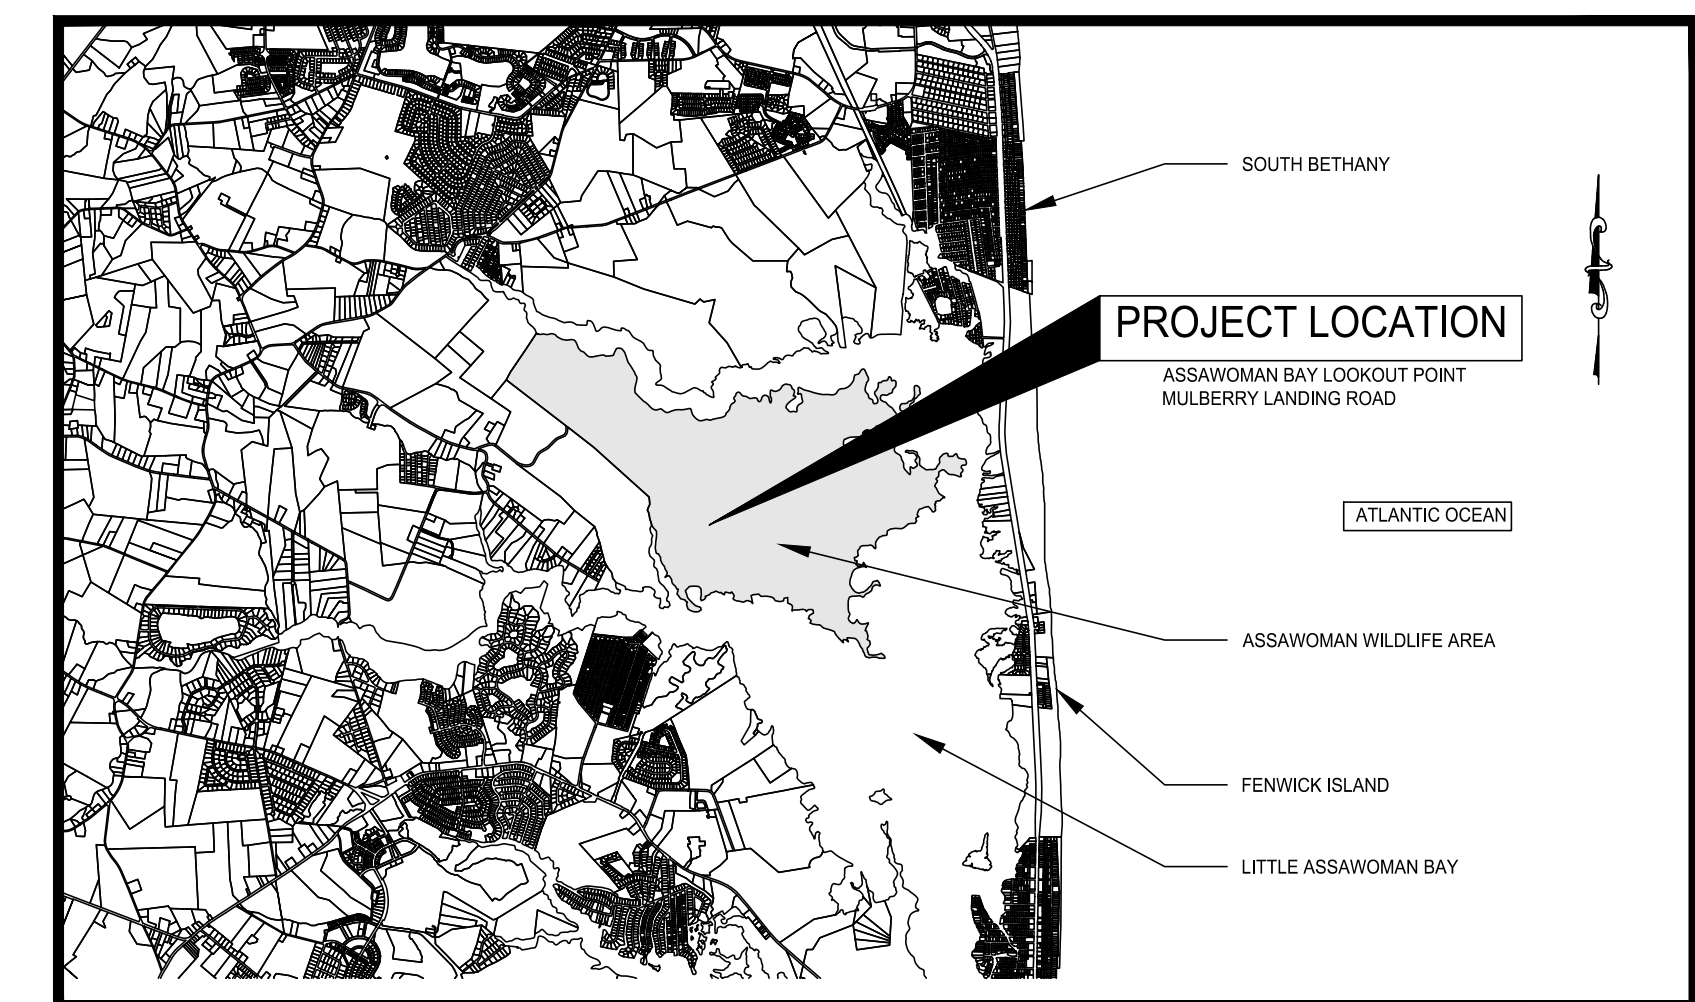 SOUTH BETHANY
PROJECT LOCATION
ASSAWOMAN BAY LOOKOUT POINT
MULBERRY LANDING ROAD
ATLANTIC OCEAN
ASSAWOMAN WILDLIFE AREA
FENWICK ISLAND
LITTLE ASSAWOMAN BAY